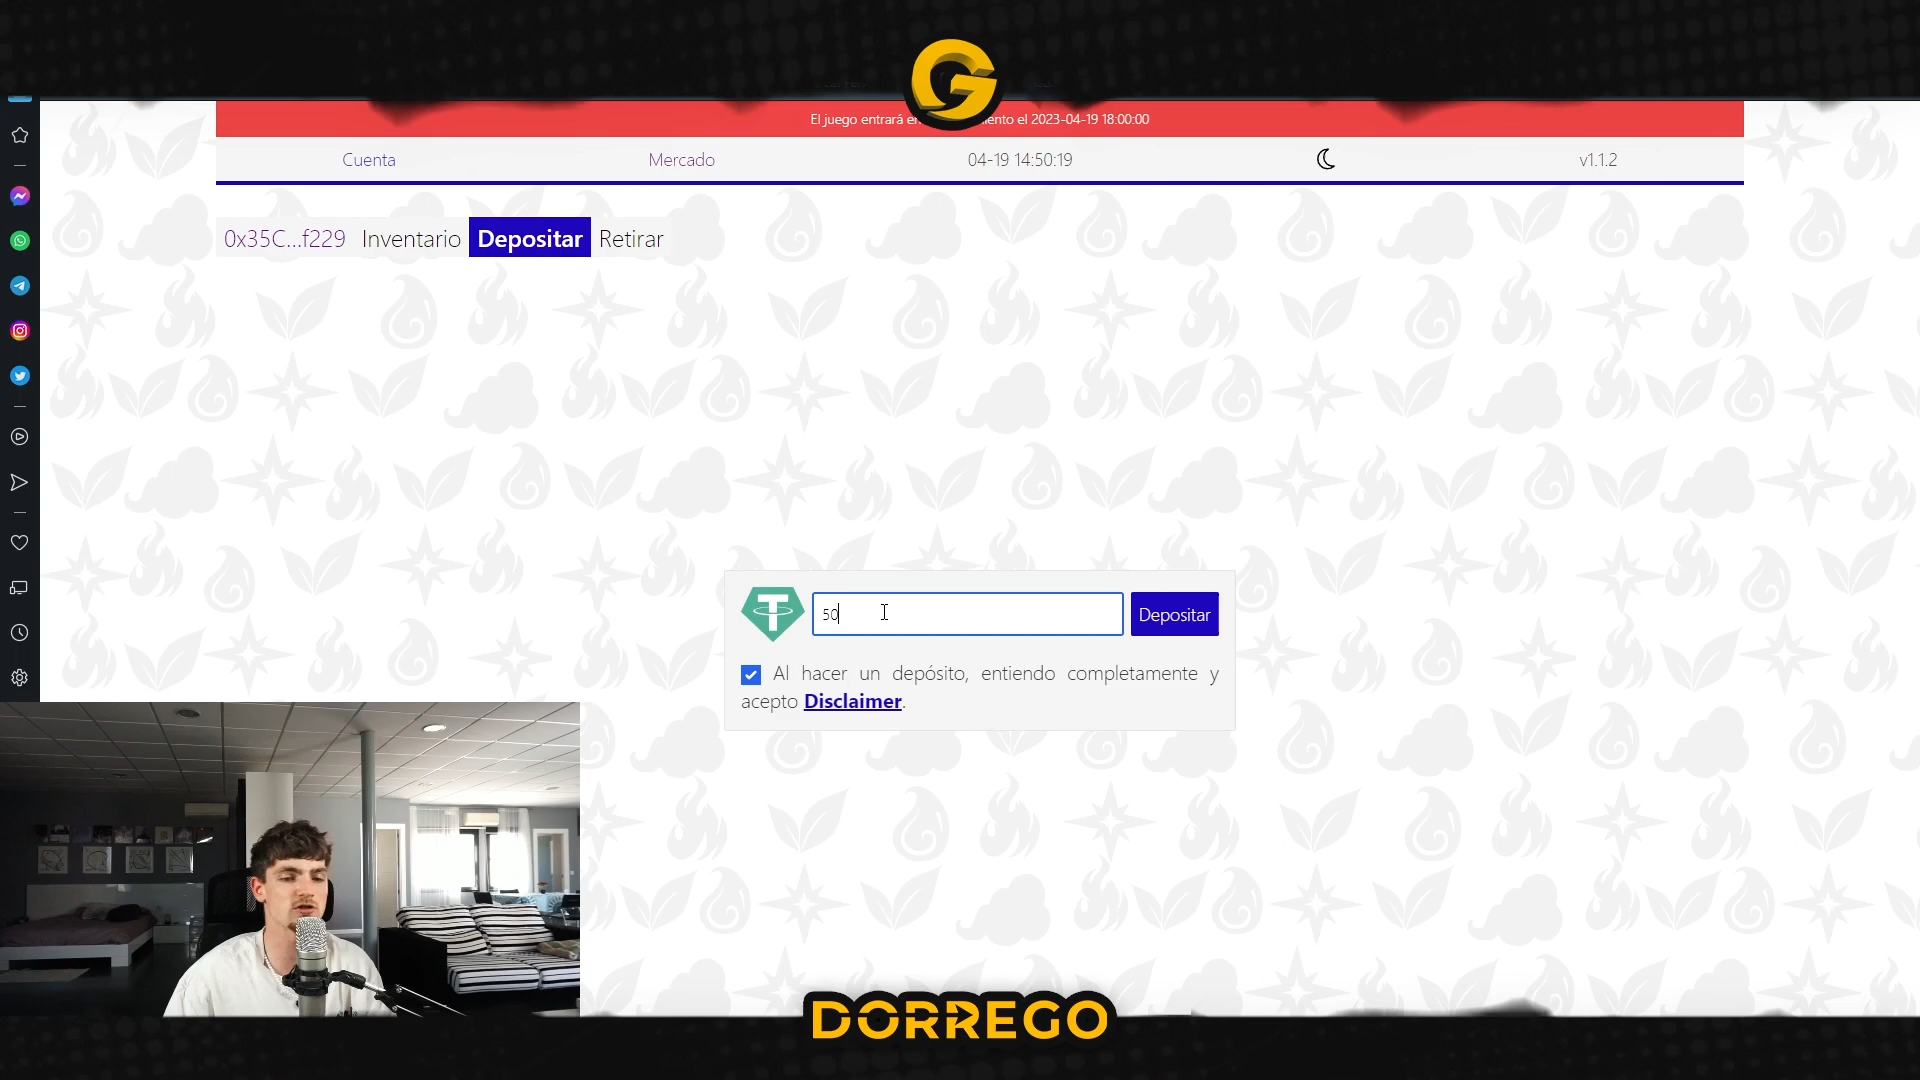 El juego entrará en iento el 2023-04-19 18:00:00
Cuenta Mercado 04-19 14:50:19 v1.1.2
0x35C...f229 Inventario Depositar Retirar
50 Depositar
Al hacer un depósito, entiendo completamente y
acepto Disclaimer.
DORREGO